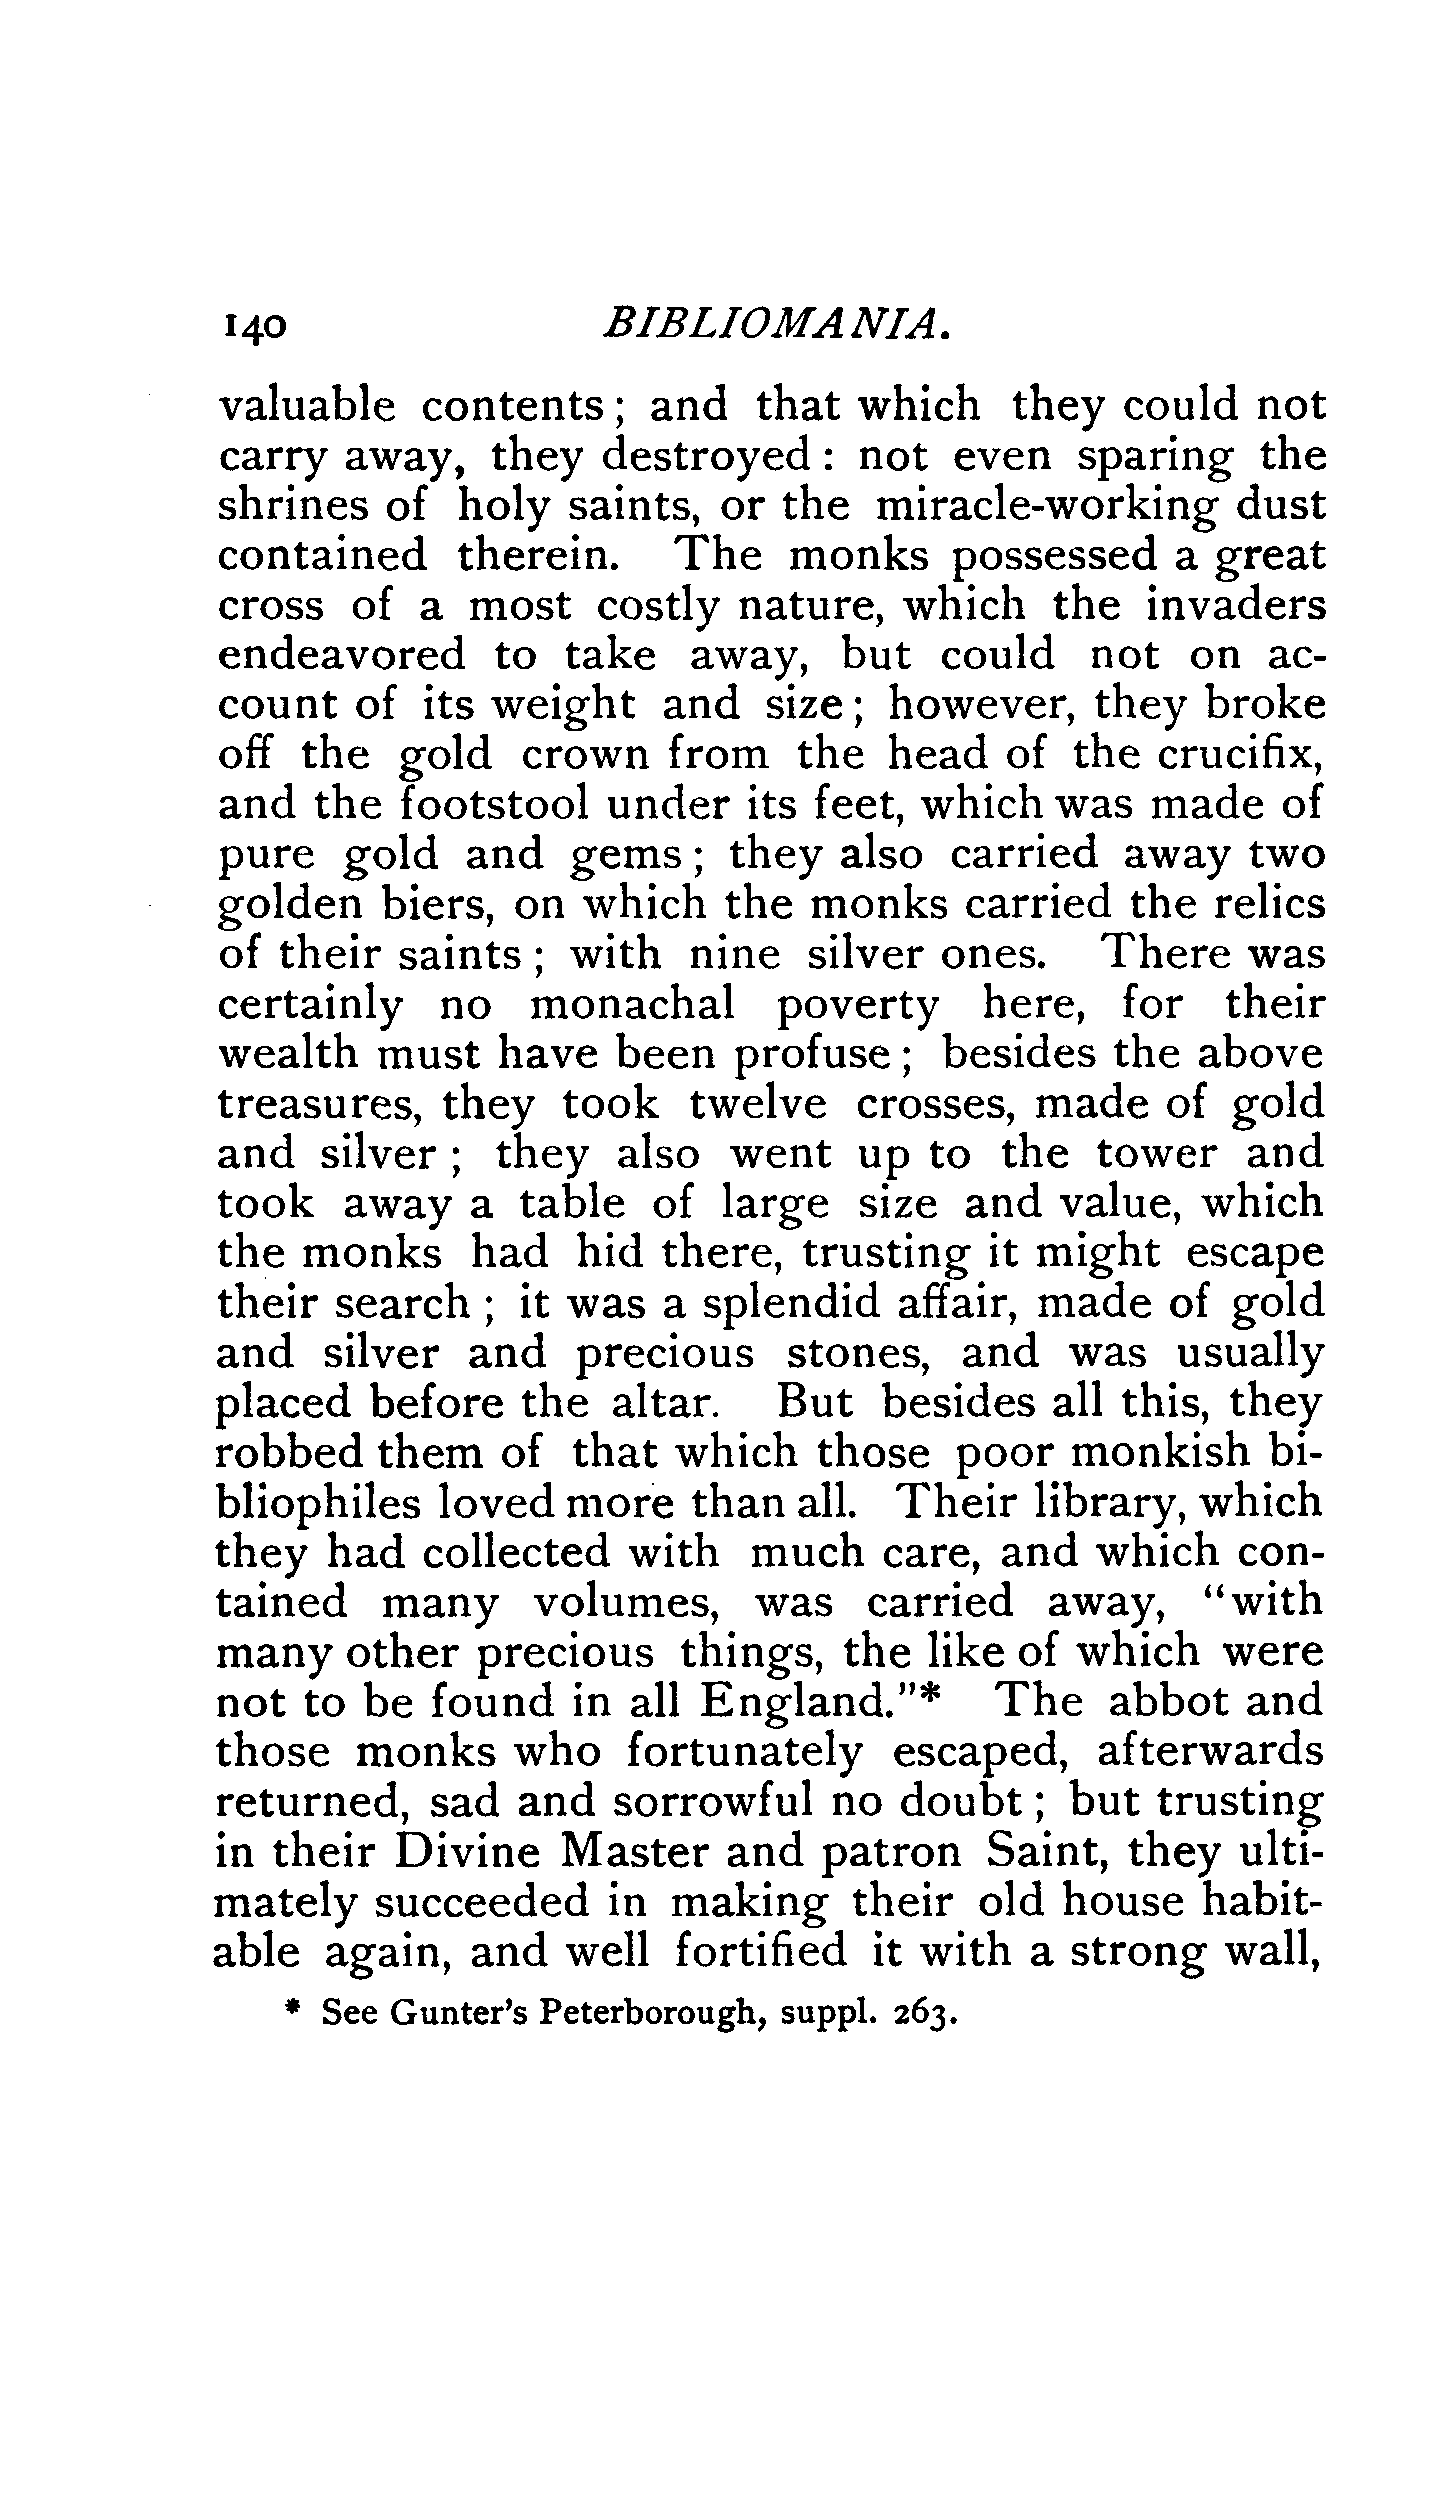 140 BIBLIOMANIA.
valuable contents; and that which they could not
carry away, they destroyed: not even sparing the
shrines of holy saints, or the miracle-working dust
contained therein. The monks possessed a great
cross of a most costly nature, which the invaders
endeavored to take away, but could not on ac-
count of its weight and size; however, they broke
off the gold crown from the head of the crucifix,
and the footstool under its feet, which was made of
pure gold and gems; they also carried away two
golden biers, on which the monks carried the relics
of their saints; with nine silver ones. There was
certainly no monachal poverty here, for their
wealth must have been profuse; besides the above
treasures, they took twelve crosses, made of gold
and silver; they also went up to the tower and
took away a table of large size and value, which
the monks had hid there, trusting it might escape
their search; it was a splendid affair, made of gold
and silver and precious stones, and was usually
placed before the altar. But besides all this, they
robbed them of that which those poor monkish bi-
bliophiles loved more than all. Their library, which
they had collected with much care, and which con-
tained many volumes, was carried away, "with
many other precious things, the like of which were
not to be found in all England."* The abbot and
those monks who fortunately escaped, afterwards
returned, sad and sorrowful no doubt; but trusting
in their Divine Master and patron Saint, they ulti-
mately succeeded in making their old house habit-
able again, and well fortified it with a strong wall,
* See Gunter's Peterborough, suppl. 263.